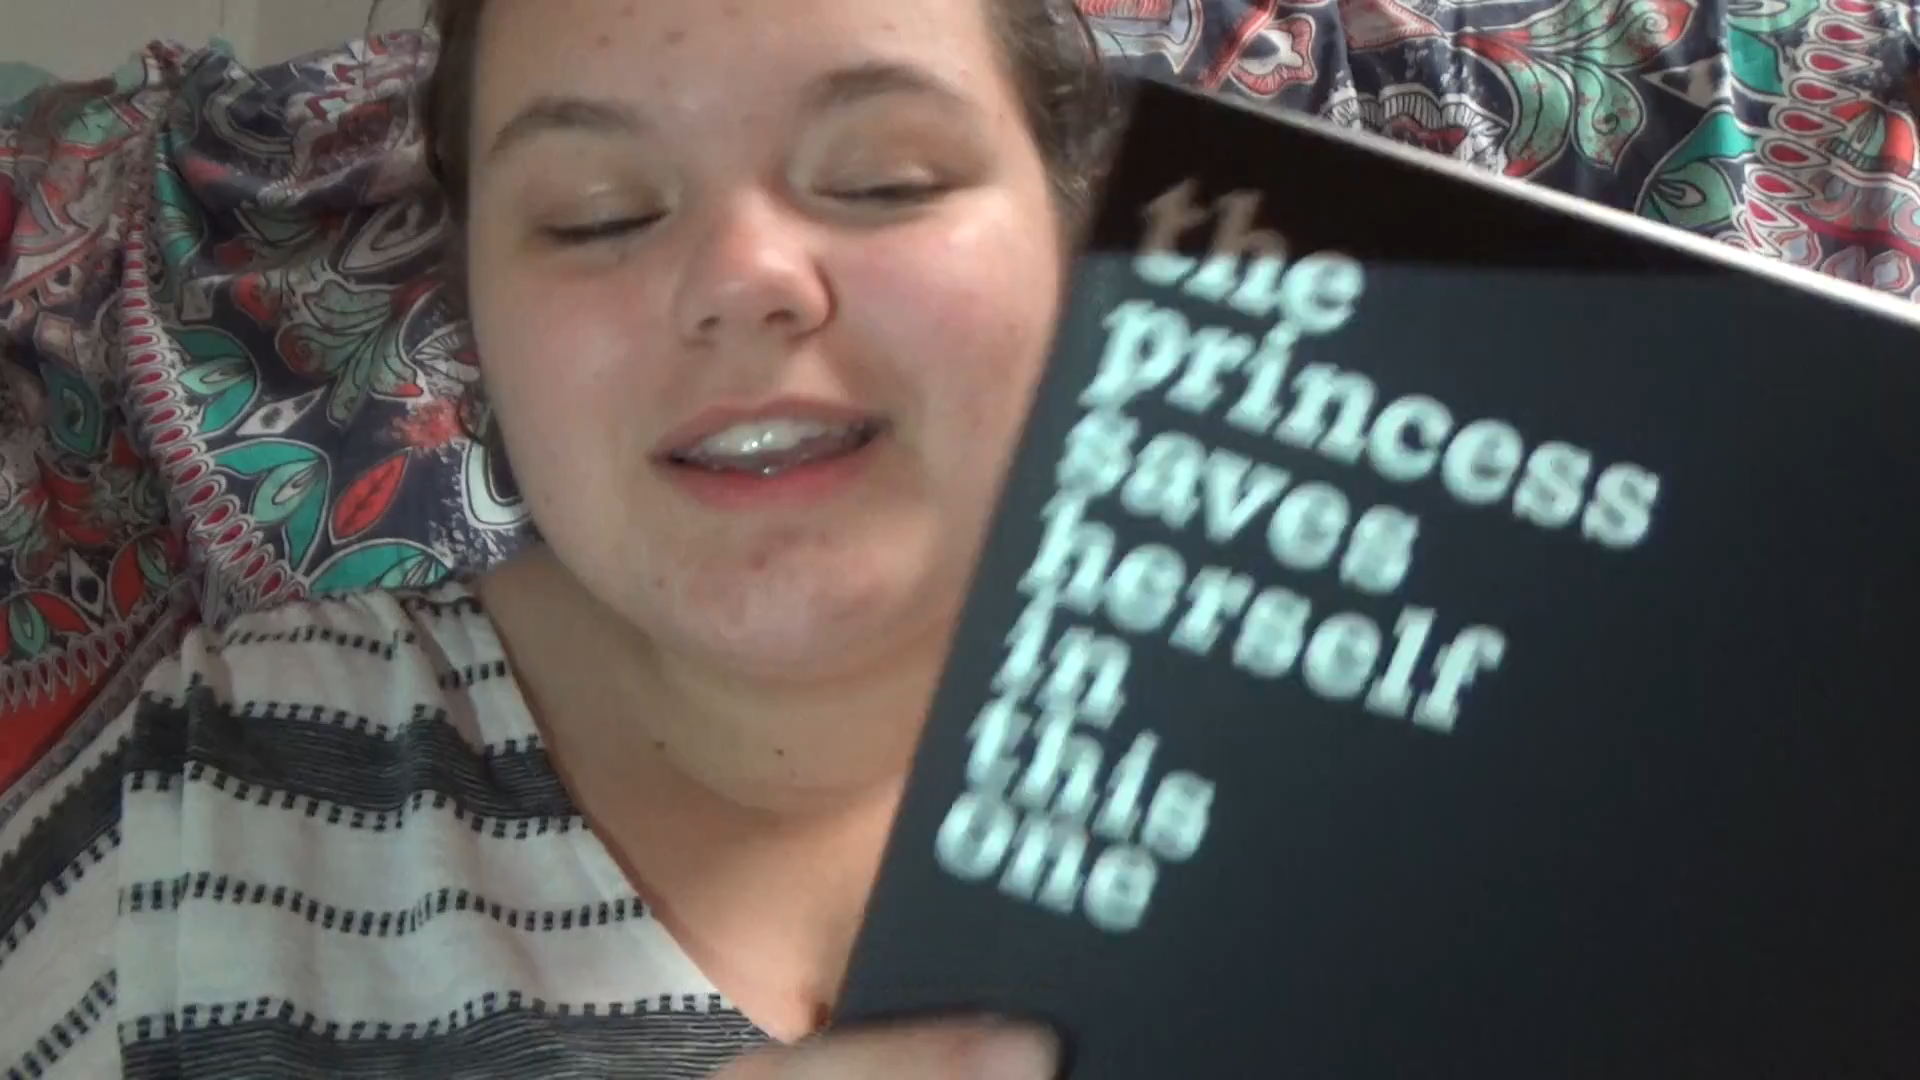 the
princess
saves
herself
in
this
one